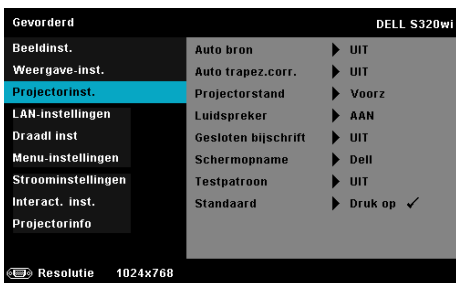 Gevorderd DELL S320wi
Beeldinst.
Weergave-inst.
Projectorinst.
LAN-instellingen
Draadl inst
Menu-instellingen
Stroominstellingen
Interact. inst.
Projectorinfo
Auto bron UIT
Auto trapez.corr. UIT
Projectorstand Voorz
Luidspreker AAN
Gesloten bijschrift UIT
Schermopname Dell
Testpatroon UIT
Standaard Druk op ✓
Resolutie 1024x768